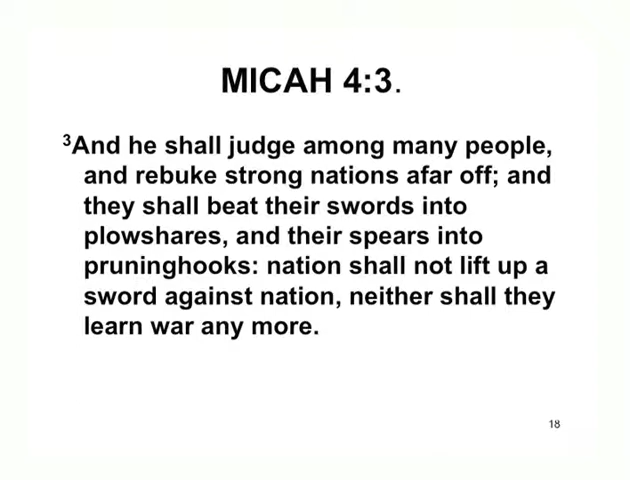 MICAH 4:3.
³And he shall judge among many people,
and rebuke strong nations afar off; and
they shall beat their swords into
plowshares, and their spears into
pruninghooks: nation shall not lift up a
sword against nation, neither shall they
learn war any more.
18